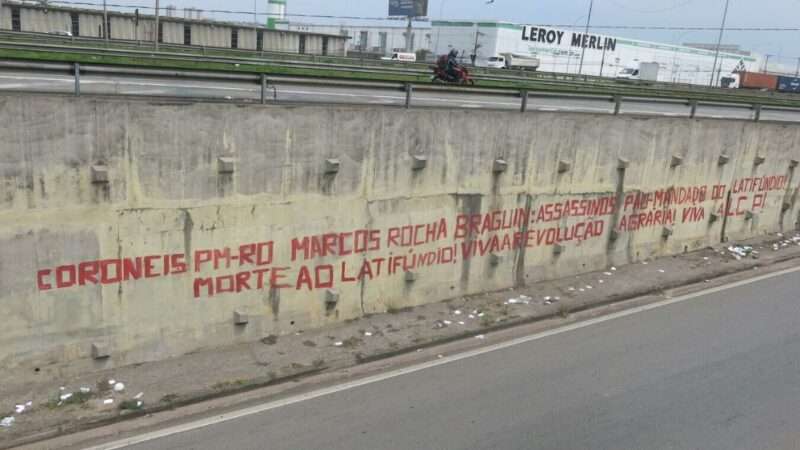 LEROY MERLIN
CORONEIS PM-RO MARCOS ROCHA BRAGUIN: ASSASSINOS PAU-MANDADO DO LATIFÚNDIO!
MORTE AO LATIFÚNDIO! VIVA A REVOLUÇÃO AGRÁRIA! VIVA A LCP!